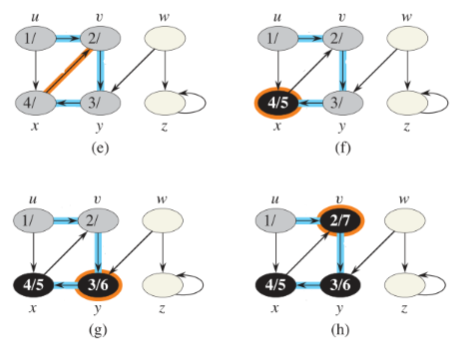 u v w u v w
1/ 2/ 1/ 2/
4/ 3/ 4/5 3/
x y z x y z
(e) (f)
u v w u v w
1/ 2/ 1/ 2/7
4/5 3/6 4/5 3/6
x y z x y z
(g) (h)